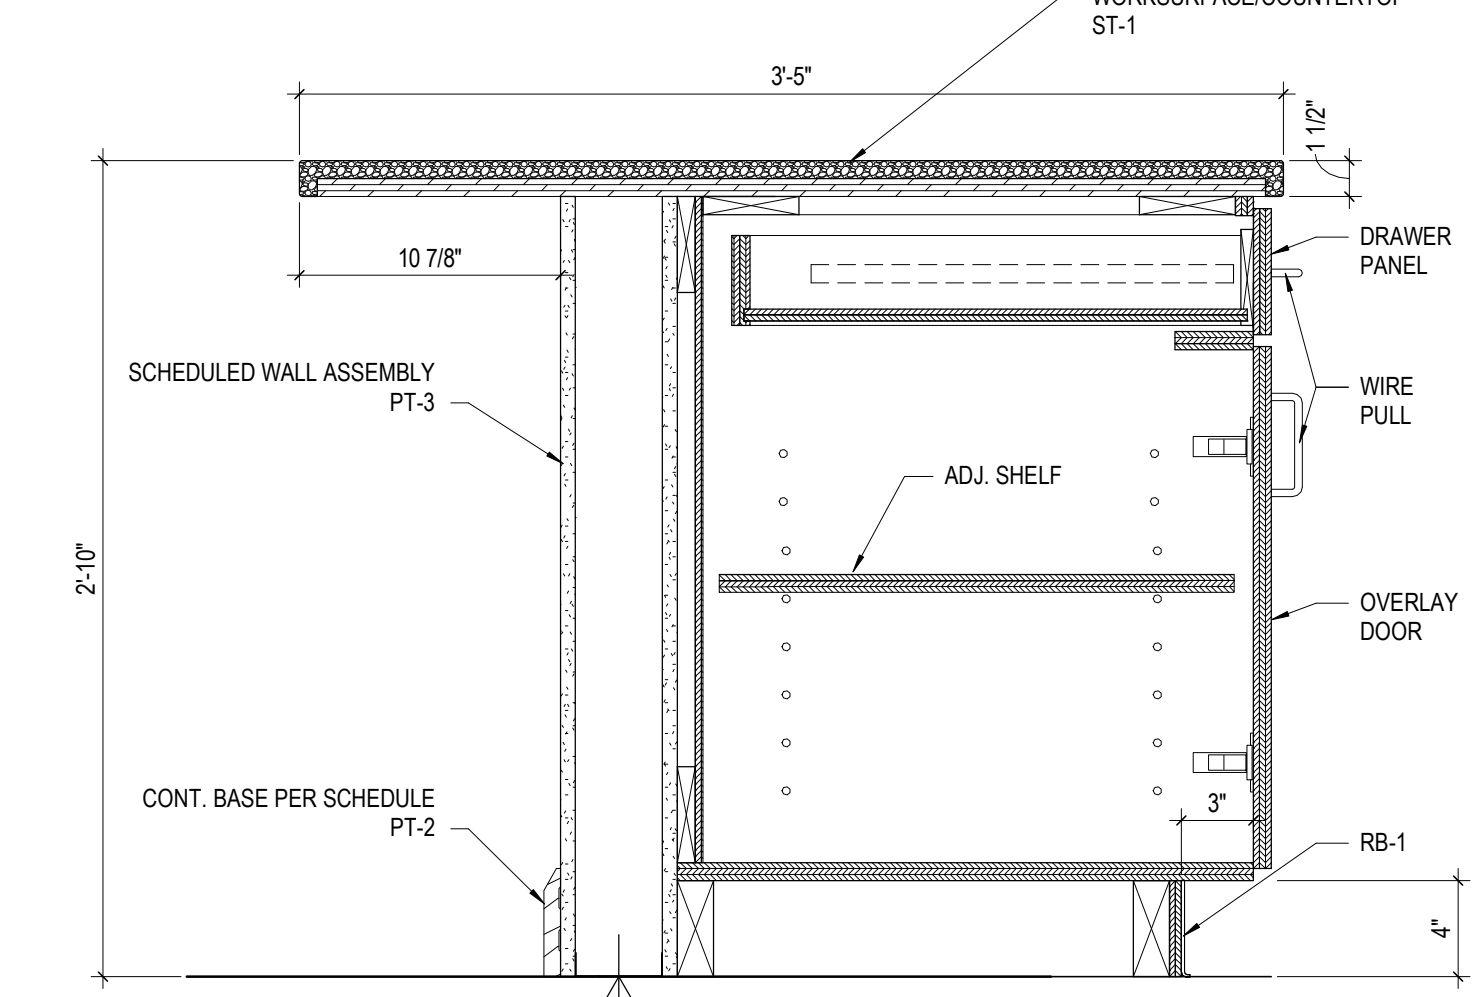 WORKSURFACE/COUNTERTOP
ST-1
3'-5"
1 1/2"
DRAWER
PANEL
10 7/8"
SCHEDULED WALL ASSEMBLY
PT-3
WIRE
PULL
ADJ. SHELF
2'-10"
OVERLAY
DOOR
CONT. BASE PER SCHEDULE
PT-2
3"
RB-1
4"